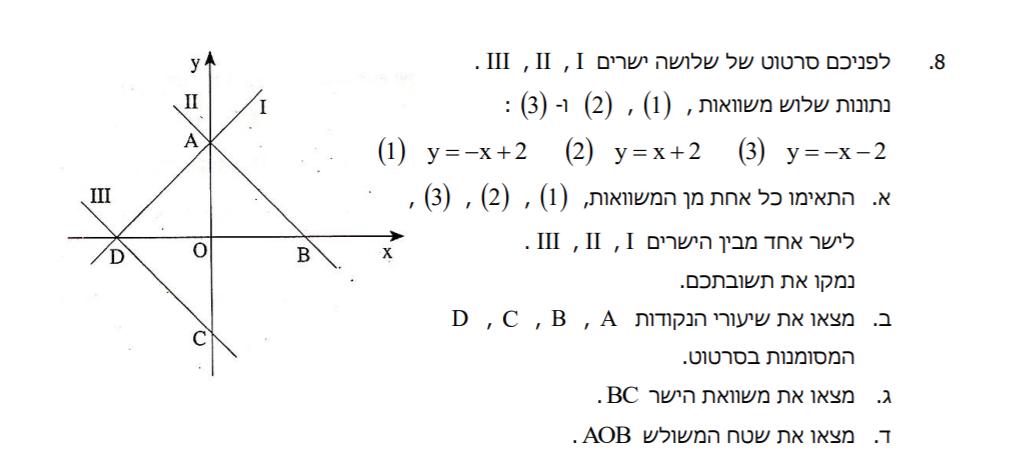 8. לפניכם סרטוט של שלושה ישרים I , II , III .
נתונות שלוש משוואות, (1) , (2) ו- (3) :
(1) y = −x + 2 (2) y = x + 2 (3) y = −x − 2
א. התאימו כל אחת מן המשוואות, (1) , (2) , (3) ,
לישר אחד מבין הישרים I , II , III .
נמקו את תשובתכם.
ב. מצאו את שיעורי הנקודות A , B , C , D
המסומנות בסרטוט.
ג. מצאו את משוואת הישר BC .
ד. מצאו את שטח המשולש AOB .
y
II
I
A
III
D
O
B
x
C